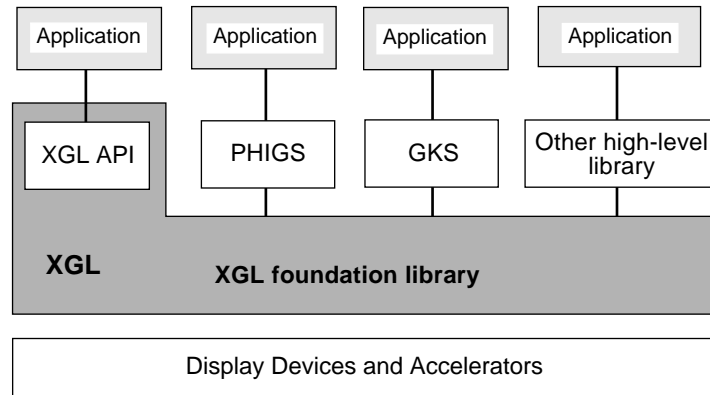 Application
Application
Application
Application
XGL API
PHIGS
GKS
Other high-level
library
XGL
XGL foundation library
Display Devices and Accelerators